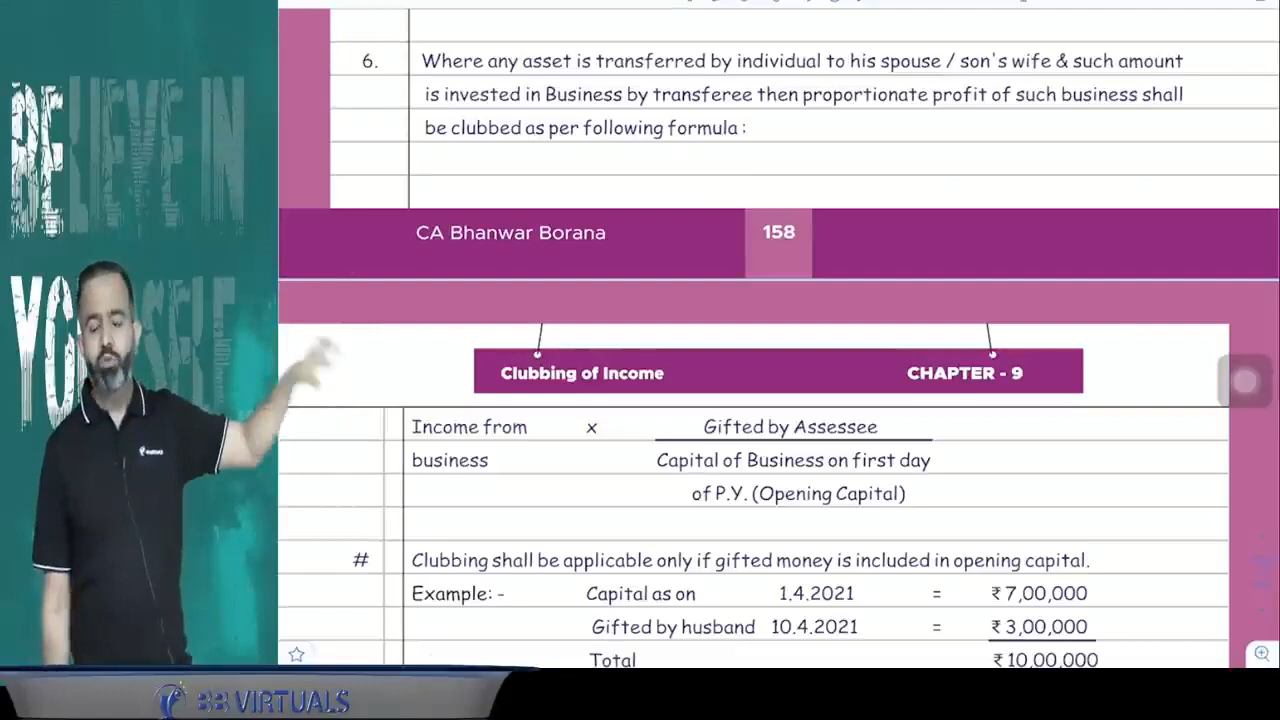 BELIEVE IN
YOURSELF
6. Where any asset is transferred by individual to his spouse / son's wife & such amount
is invested in Business by transferee then proportionate profit of such business shall
be clubbed as per following formula :
CA Bhanwar Borana 158
Clubbing of Income CHAPTER - 9
Income from x Gifted by Assessee
business Capital of Business on first day
of P.Y. (Opening Capital)
# Clubbing shall be applicable only if gifted money is included in opening capital.
Example: - Capital as on 1.4.2021 = ₹ 7,00,000
Gifted by husband 10.4.2021 = ₹ 3,00,000
Total ₹ 10,00,000
BB VIRTUALS